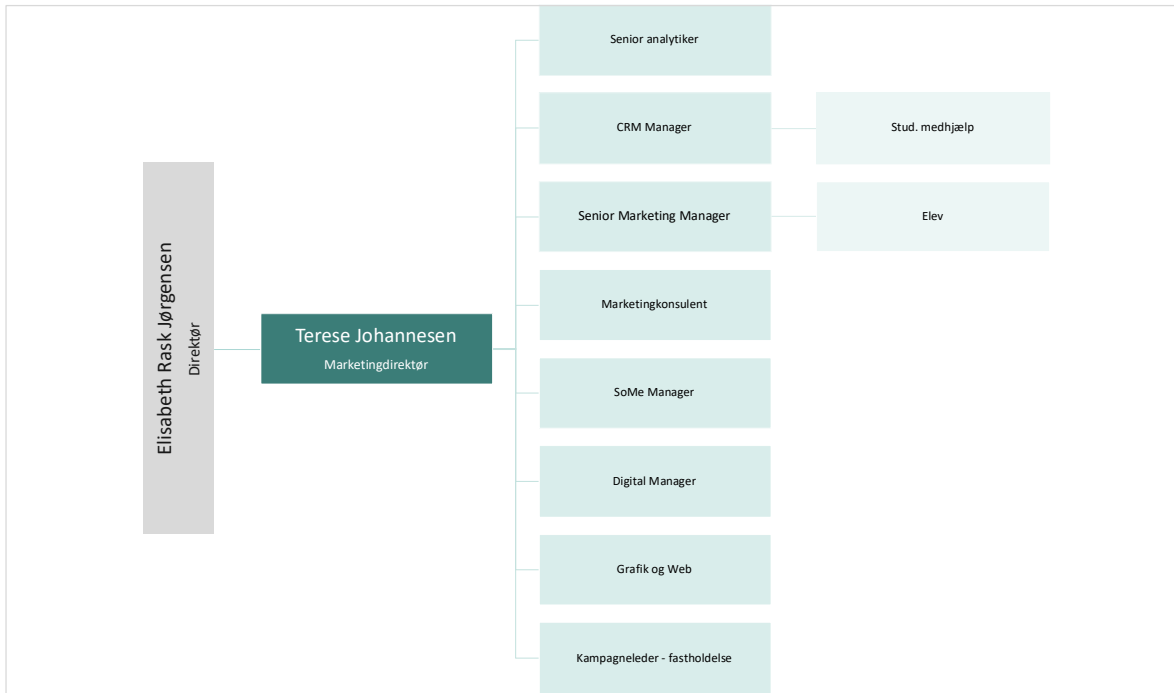 Elisabeth Rask Jørgensen
Direktør
Terese Johannesen
Marketingdirektør
Senior analytiker
CRM Manager
Stud. medhjælp
Senior Marketing Manager
Elev
Marketingkonsulent
SoMe Manager
Digital Manager
Grafik og Web
Kampagneleder - fastholdelse